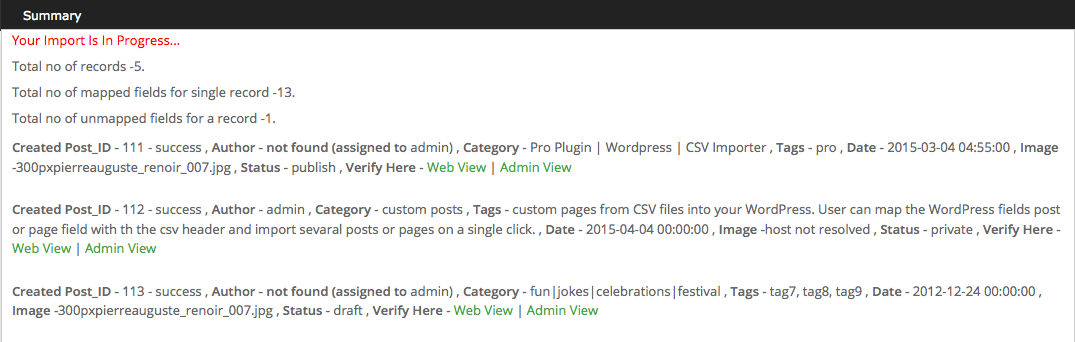 Summary
Your Import Is In Progress...
Total no of records -5.
Total no of mapped fields for single record -13.
Total no of unmapped fields for a record -1.
Created Post_ID - 111 - success , Author - not found (assigned to admin) , Category - Pro Plugin | Wordpress | CSV Importer , Tags - pro , Date - 2015-03-04 04:55:00 , Image
-300pxpierreauguste_renoir_007.jpg , Status - publish , Verify Here - Web View | Admin View
Created Post_ID - 112 - success , Author - admin , Category - custom posts , Tags - custom pages from CSV files into your WordPress. User can map the WordPress fields post
or page field with th the csv header and import sevaral posts or pages on a single click. , Date - 2015-04-04 00:00:00 , Image -host not resolved , Status - private , Verify Here -
Web View | Admin View
Created Post_ID - 113 - success , Author - not found (assigned to admin) , Category - fun|jokes|celebrations|festival , Tags - tag7, tag8, tag9 , Date - 2012-12-24 00:00:00 ,
Image -300pxpierreauguste_renoir_007.jpg , Status - draft , Verify Here - Web View | Admin View